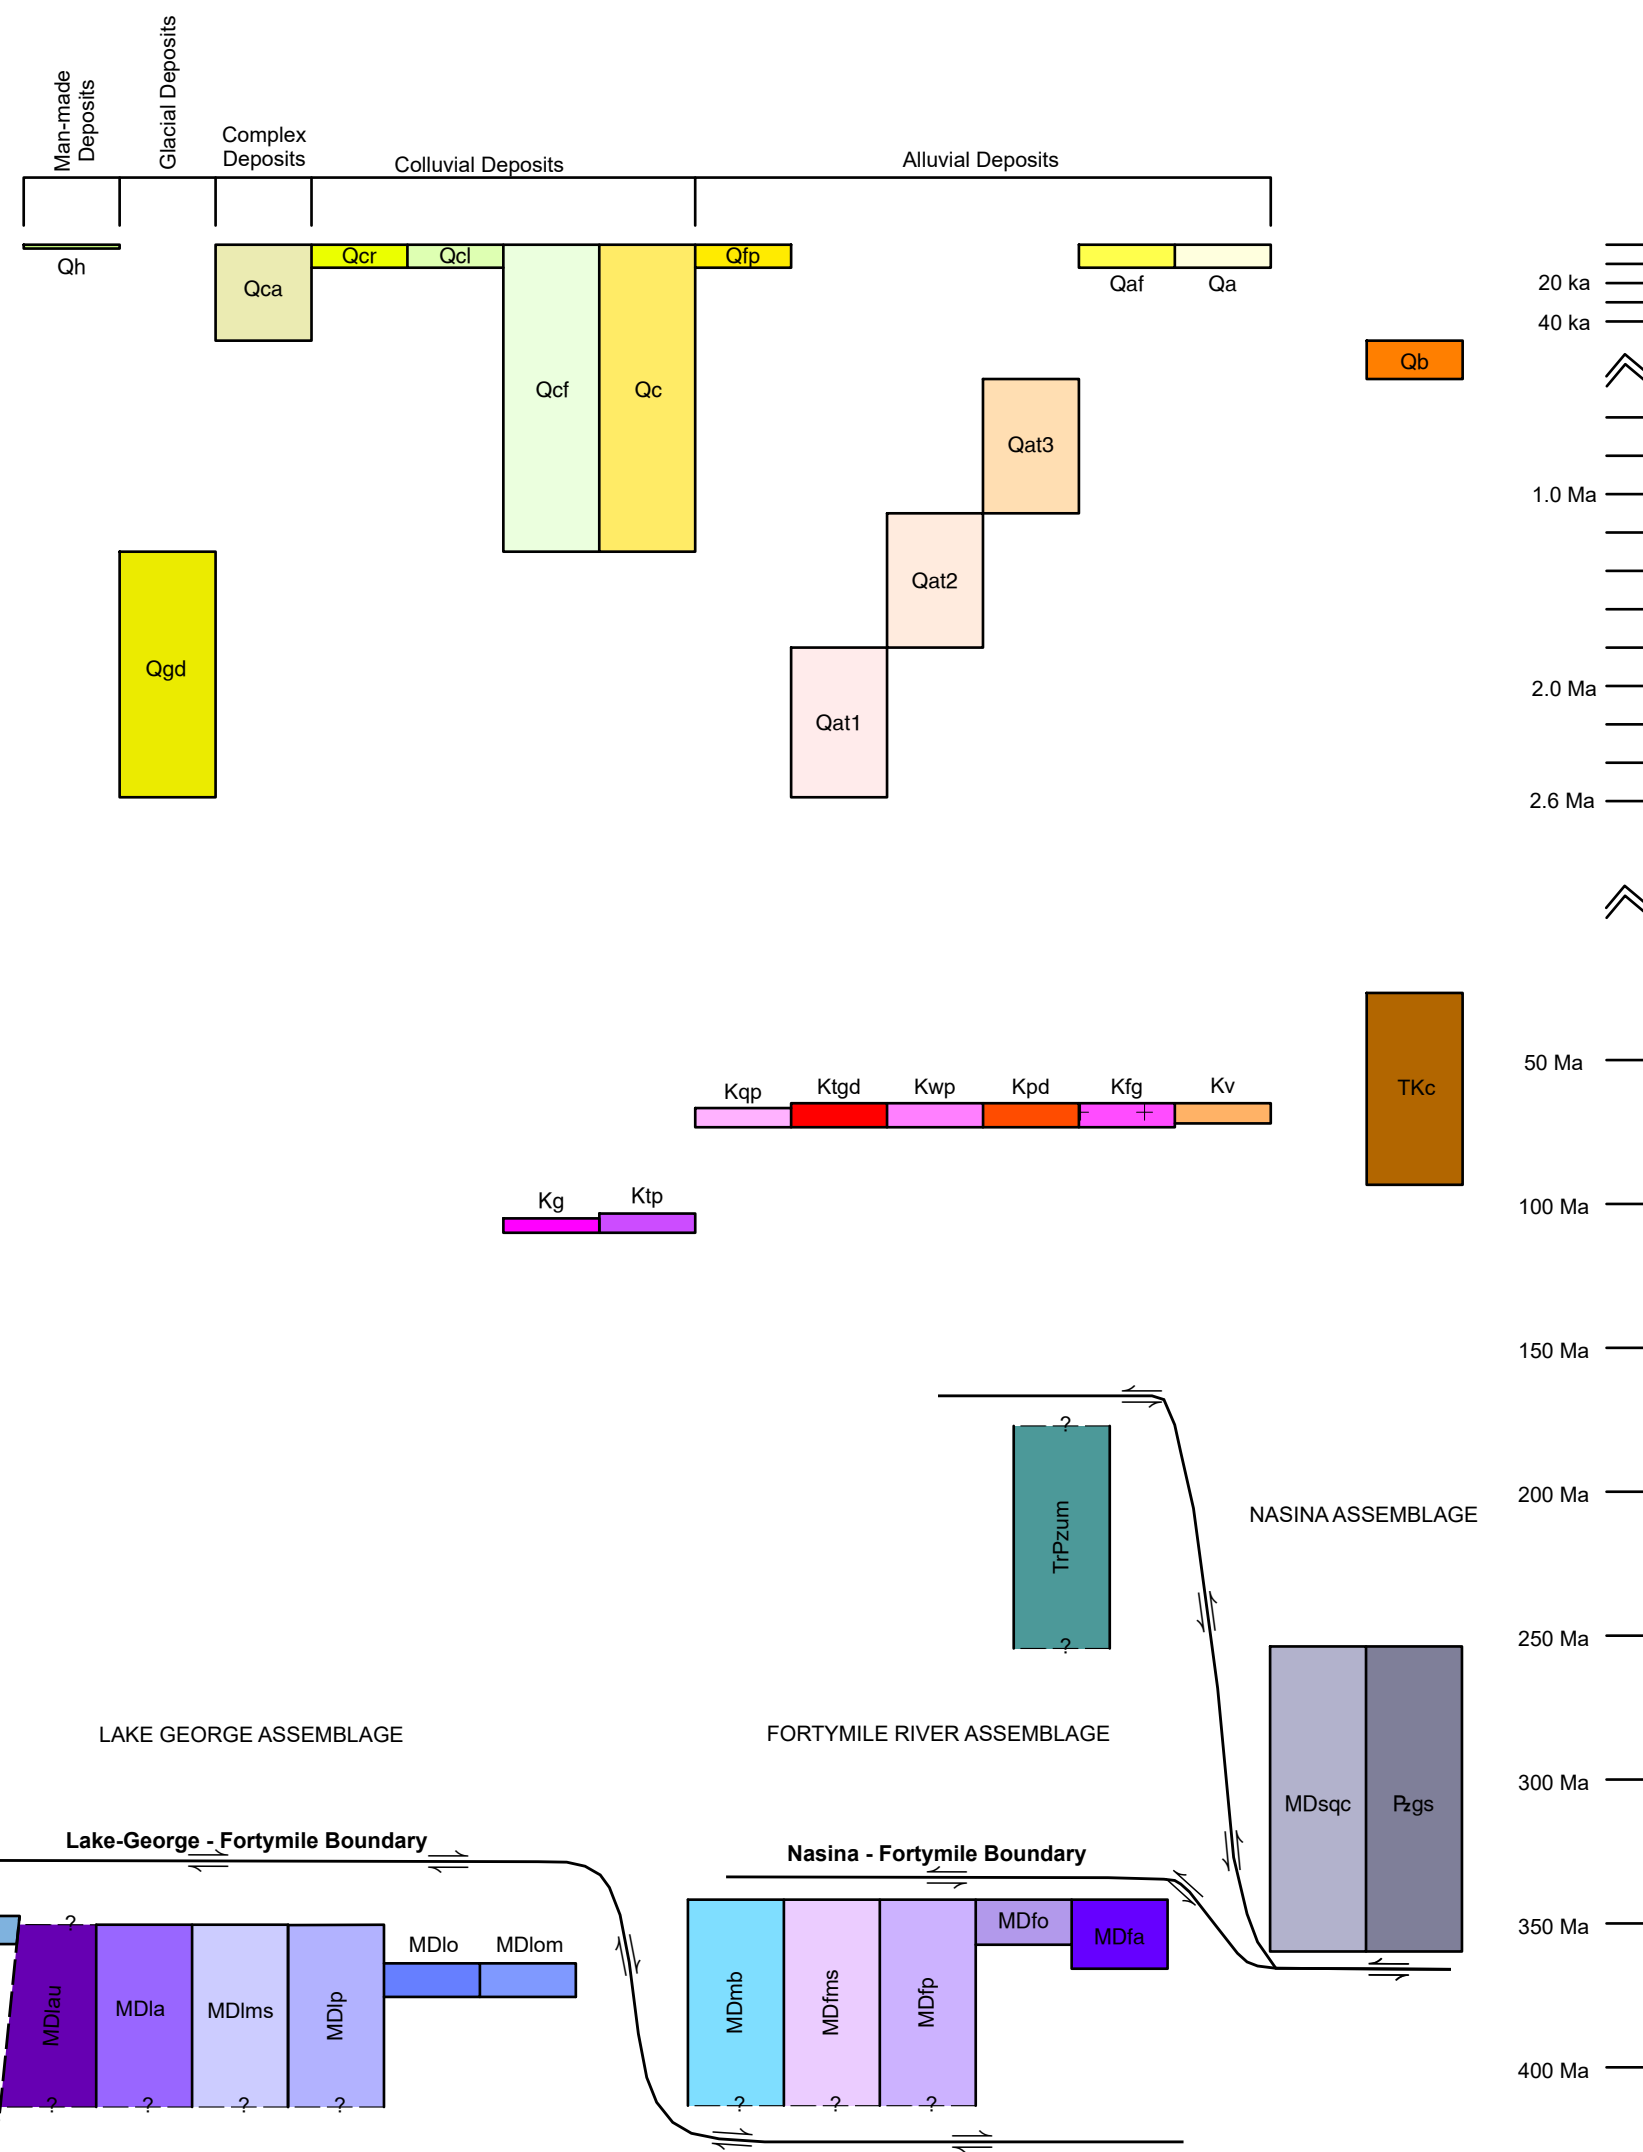 Man-made
Deposits
Glacial Deposits
Complex
Deposits
Colluvial Deposits
Alluvial Deposits
Qh
Qca
Qcr
Qcl
Qfp
Qaf
Qa
20 ka
40 ka
Qb
Qcf
Qc
Qat3
1.0 Ma
Qat2
Qgd
Qat1
2.0 Ma
2.6 Ma
50 Ma
Kqp
Ktgd
Kwp
Kpd
Kfg
Kv
TKc
Kg
Ktp
100 Ma
150 Ma
?
TrPzum
?
200 Ma
NASINA ASSEMBLAGE
250 Ma
LAKE GEORGE ASSEMBLAGE
FORTYMILE RIVER ASSEMBLAGE
300 Ma
MDsqc
Pzgs
Lake-George - Fortymile Boundary
Nasina - Fortymile Boundary
350 Ma
?
MDlau
MDla
MDlms
MDlp
MDlo
MDlom
MDmb
MDfms
MDfp
MDfo
MDfa
400 Ma
?
?
?
?
?
?
?